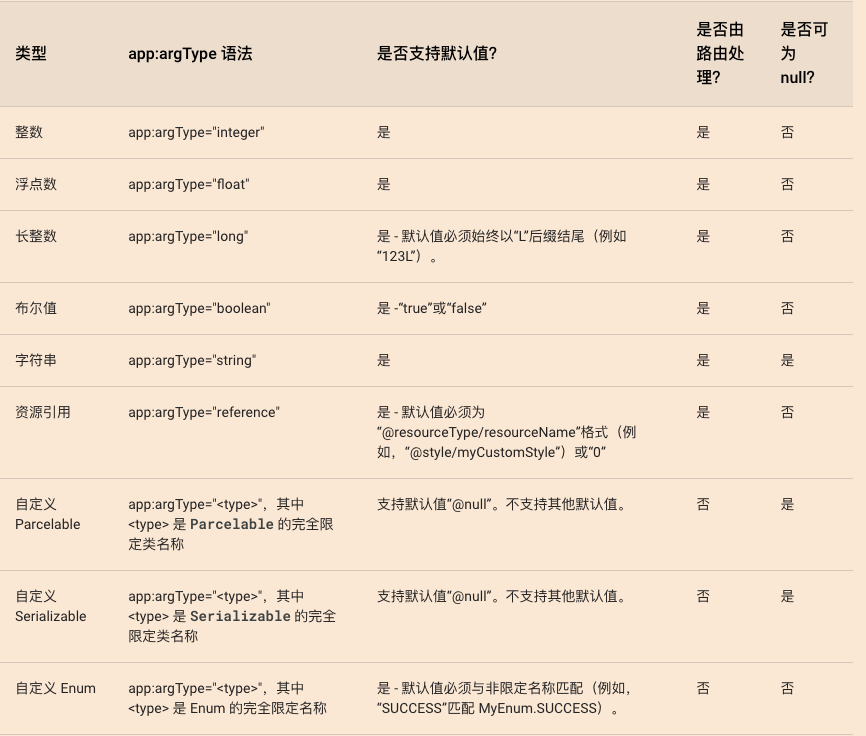 类型
app:argType 语法
是否支持默认值?
是否由
路由处
理?
是否可
为
null?
整数
app:argType="integer"
是
是
否
浮点数
app:argType="float"
是
是
否
长整数
app:argType="long"
是 - 默认值必须始终以“L”后缀结尾（例如
“123L”）。
是
否
布尔值
app:argType="boolean"
是 -“true”或“false”
是
否
字符串
app:argType="string"
是
是
是
资源引用
app:argType="reference"
是 - 默认值必须为
“@resourceType/resourceName”格式（例
如，“@style/myCustomStyle”）或“0”
是
否
自定义
Parcelable
app:argType="<type>"，其中
<type> 是 Parcelable 的完全限
定类名称
支持默认值“@null”。不支持其他默认值。
否
是
自定义
Serializable
app:argType="<type>"，其中
<type> 是 Serializable 的完全
限定类名称
支持默认值“@null”。不支持其他默认值。
否
是
自定义 Enum
app:argType="<type>"，其中
<type> 是 Enum 的完全限定名称
是 - 默认值必须与非限定名称匹配（例如，
“SUCCESS”匹配 MyEnum.SUCCESS）。
否
否